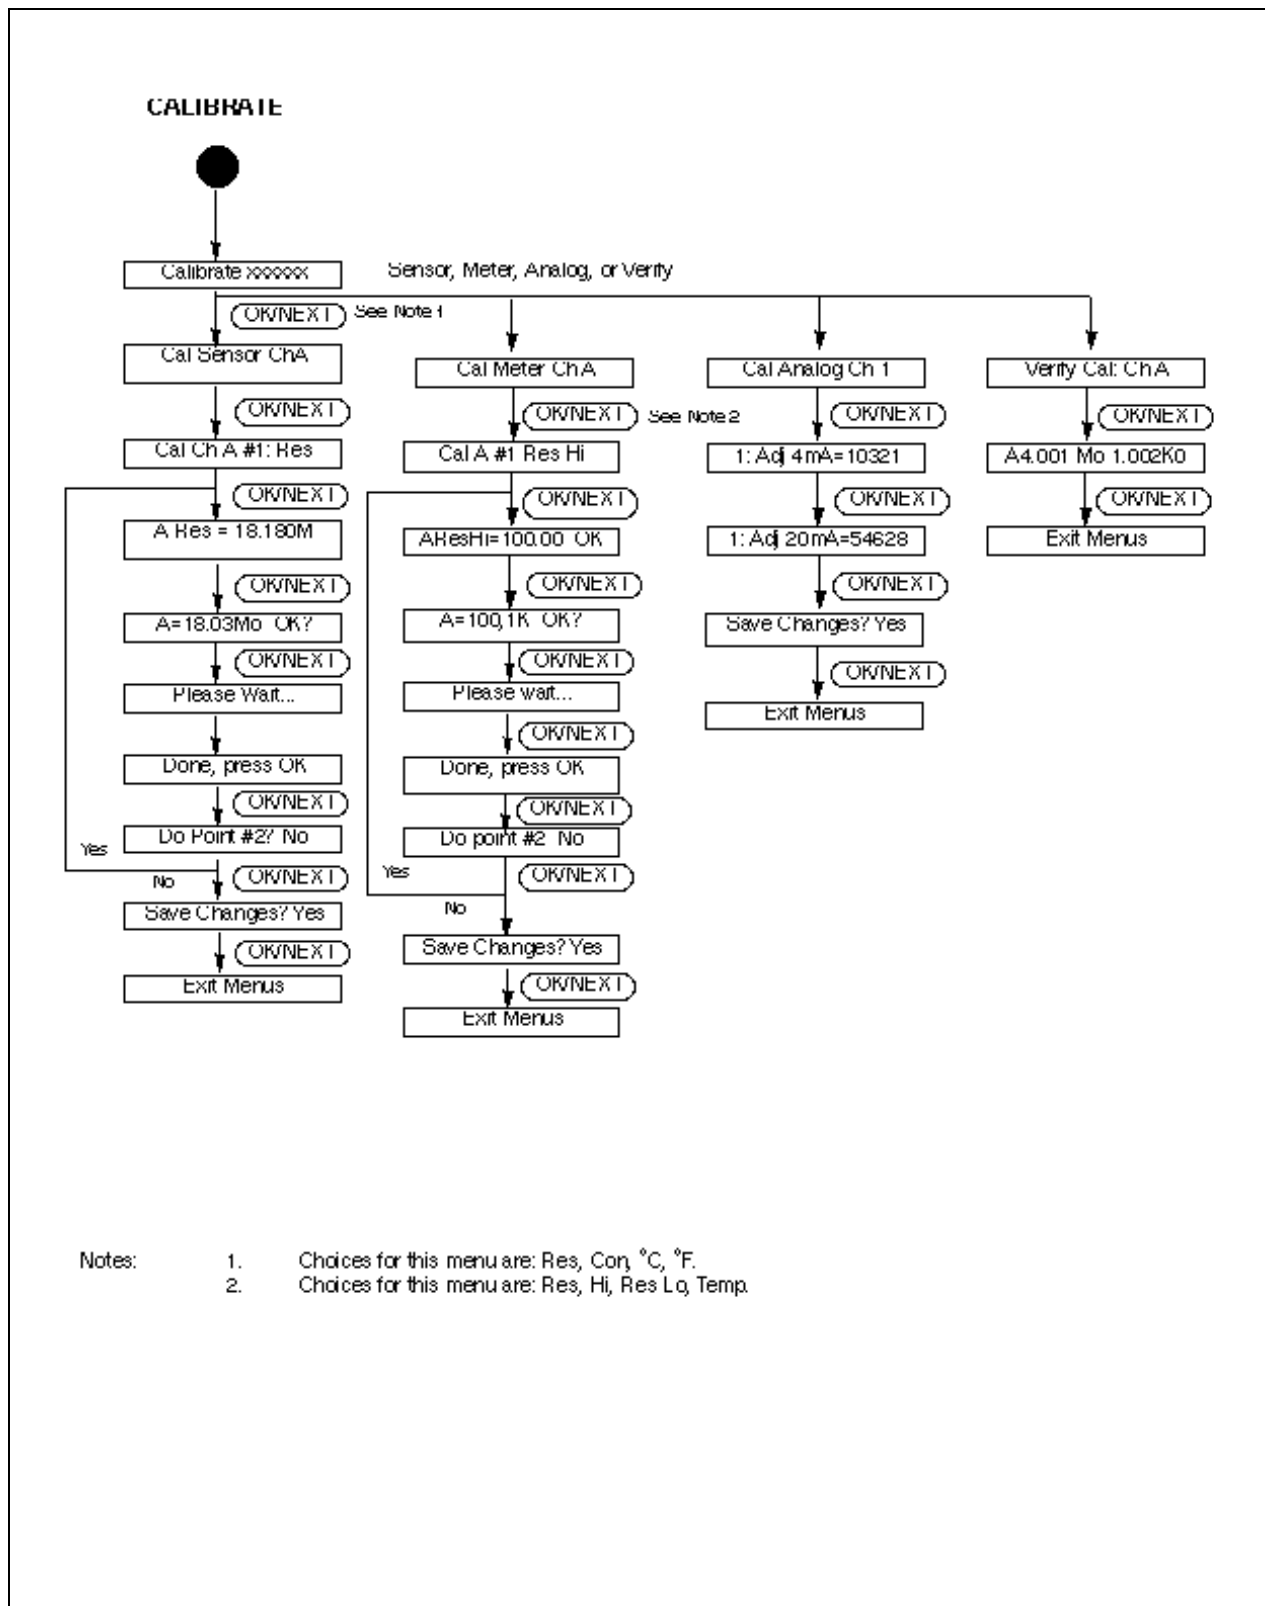 CALIBRATE
Calibrate xxxxxx
Sensor, Meter, Analog, or Verify
OK/NEXT
See Note 1
Cal Sensor ChA
OK/NEXT
Cal Ch A #1: Res
OK/NEXT
A Res = 18.180M
OK/NEXT
A=18.03Mo OK?
OK/NEXT
Please Wait...
Done, press OK
OK/NEXT
Do Point #2? No
Yes
No
OK/NEXT
Save Changes? Yes
OK/NEXT
Exit Menus
Cal Meter Ch A
OK/NEXT
See Note 2
Cal A #1 Res Hi
OK/NEXT
AResHi=100.00 OK
OK/NEXT
A=100,1K OK?
OK/NEXT
Please wait...
OK/NEXT
Done, press OK
OK/NEXT
Do point #2 No
Yes
OK/NEXT
No
Save Changes? Yes
OK/NEXT
Exit Menus
Cal Analog Ch 1
OK/NEXT
1: Adj 4mA=10321
OK/NEXT
1: Adj 20mA=54628
OK/NEXT
Save Changes? Yes
OK/NEXT
Exit Menus
Verify Cal: Ch A
OK/NEXT
A4.001 Mo 1.002K0
OK/NEXT
Exit Menus
Notes: 1. Choices for this menu are: Res, Con, °C, °F.
2. Choices for this menu are: Res, Hi, Res Lo, Temp.